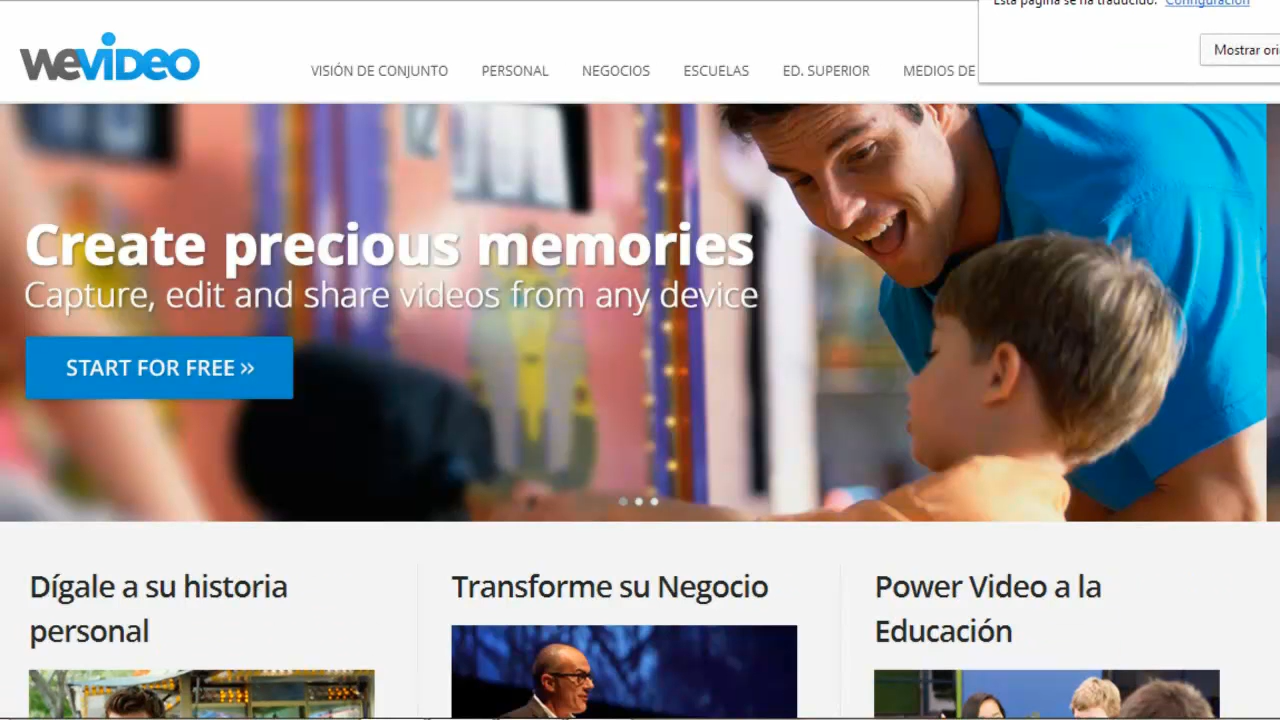 Esta página se ha traducido. Configuración
Mostrar ori
wevideo
VISIÓN DE CONJUNTO PERSONAL NEGOCIOS ESCUELAS ED. SUPERIOR MEDIOS DE
Create precious memories
Capture, edit and share videos from any device
START FOR FREE »
Dígale a su historia
personal
Transforme su Negocio
Power Video a la
Educación